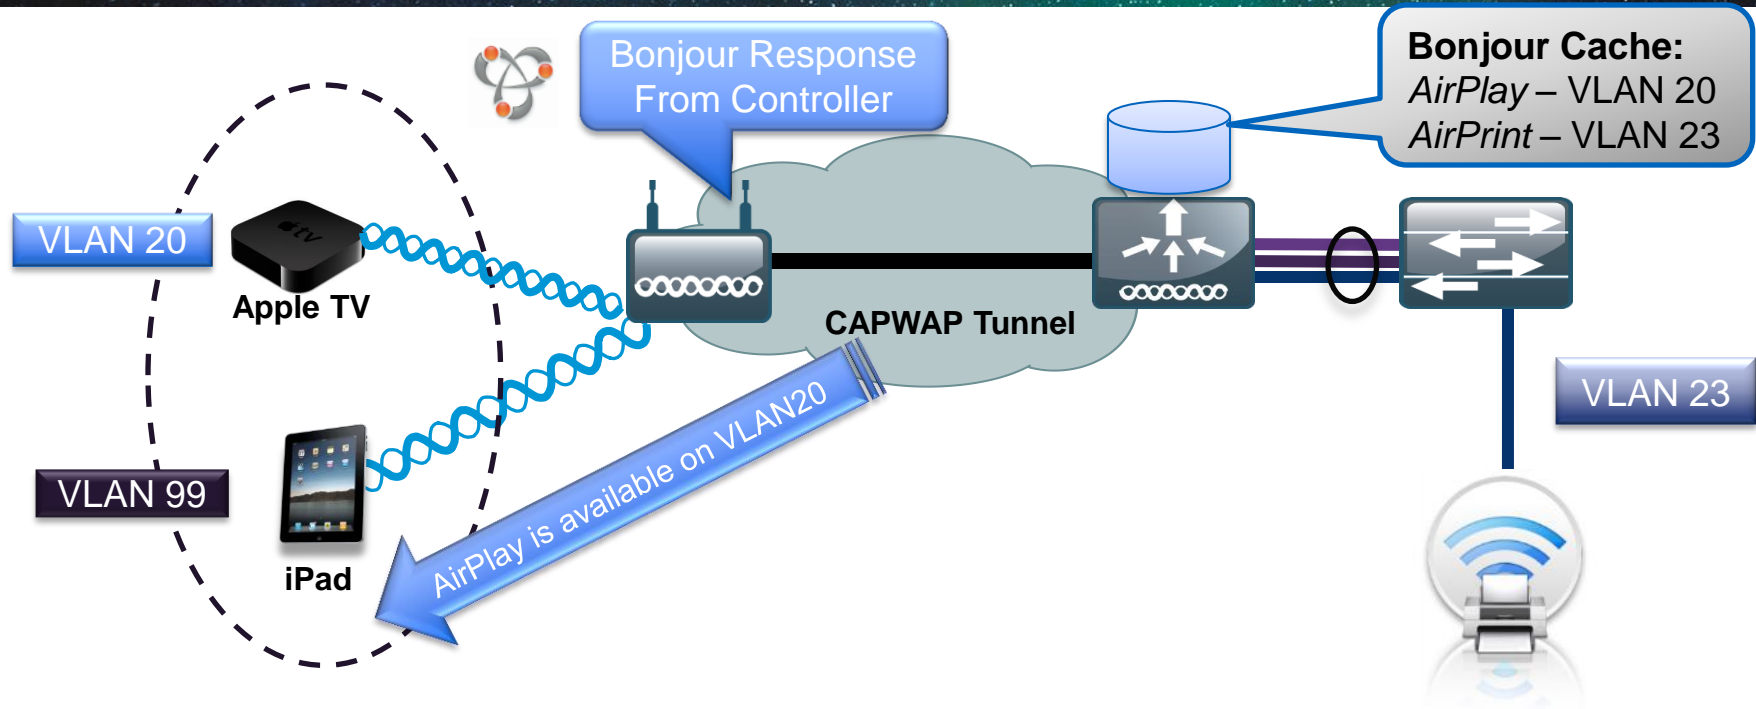 Bonjour Response
From Controller
Bonjour Cache:
AirPlay – VLAN 20
AirPrint – VLAN 23
VLAN 20
tv
Apple TV
CAPWAP Tunnel
AirPlay is available on VLAN20
VLAN 23
VLAN 99
iPad